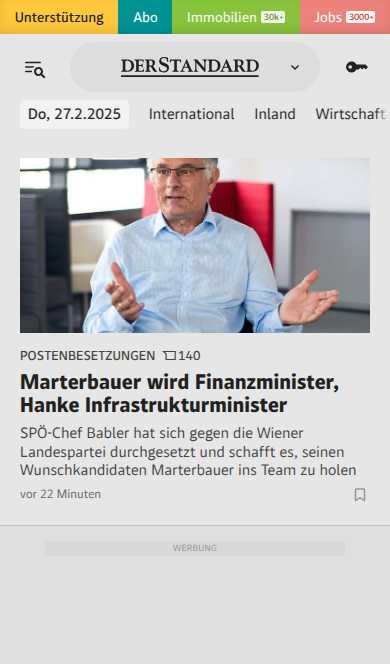 Unterstützung Abo Immobilien 30k+ Jobs 3000+
DERSTANDARD
Do, 27.2.2025 International Inland Wirtschaft
POSTENBESETZUNGEN 140
Marterbauer wird Finanzminister,
Hanke Infrastrukturminister
SPÖ-Chef Babler hat sich gegen die Wiener
Landespartei durchgesetzt und schafft es, seinen
Wunschkandidaten Marterbauer ins Team zu holen
vor 22 Minuten
WERBUNG